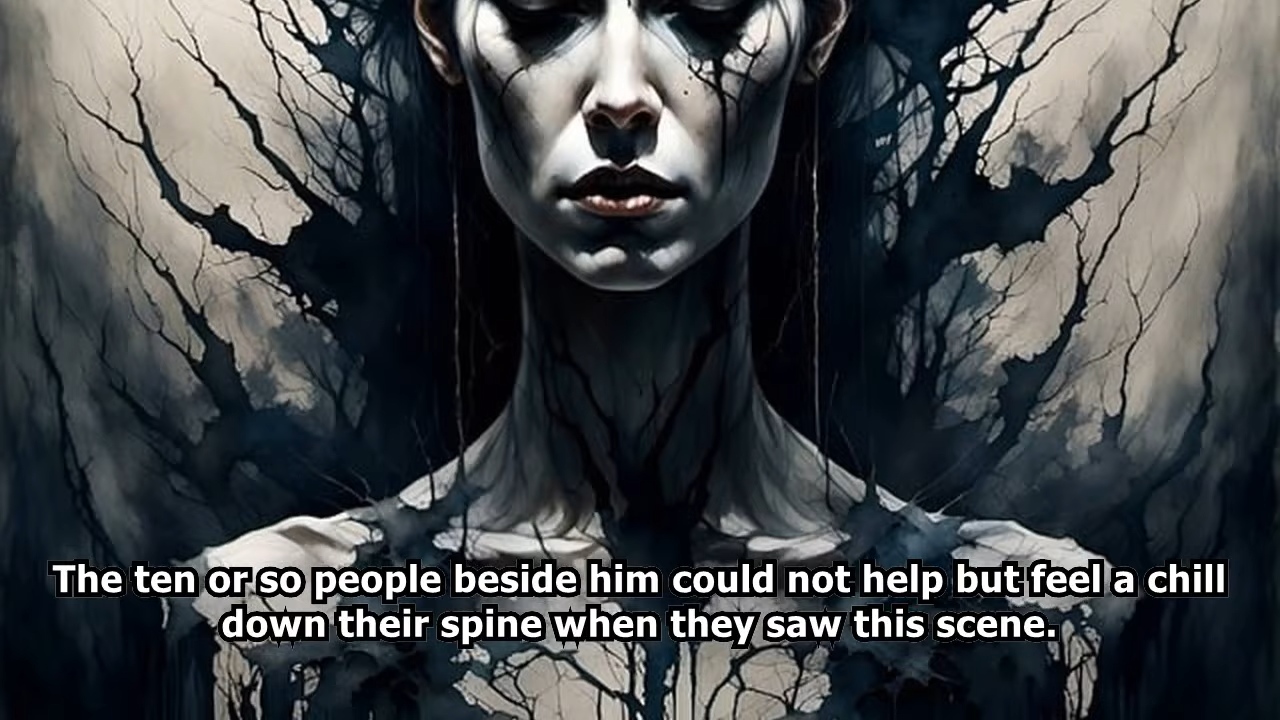 The ten or so people beside him could not help but feel a chill
down their spine when they saw this scene.